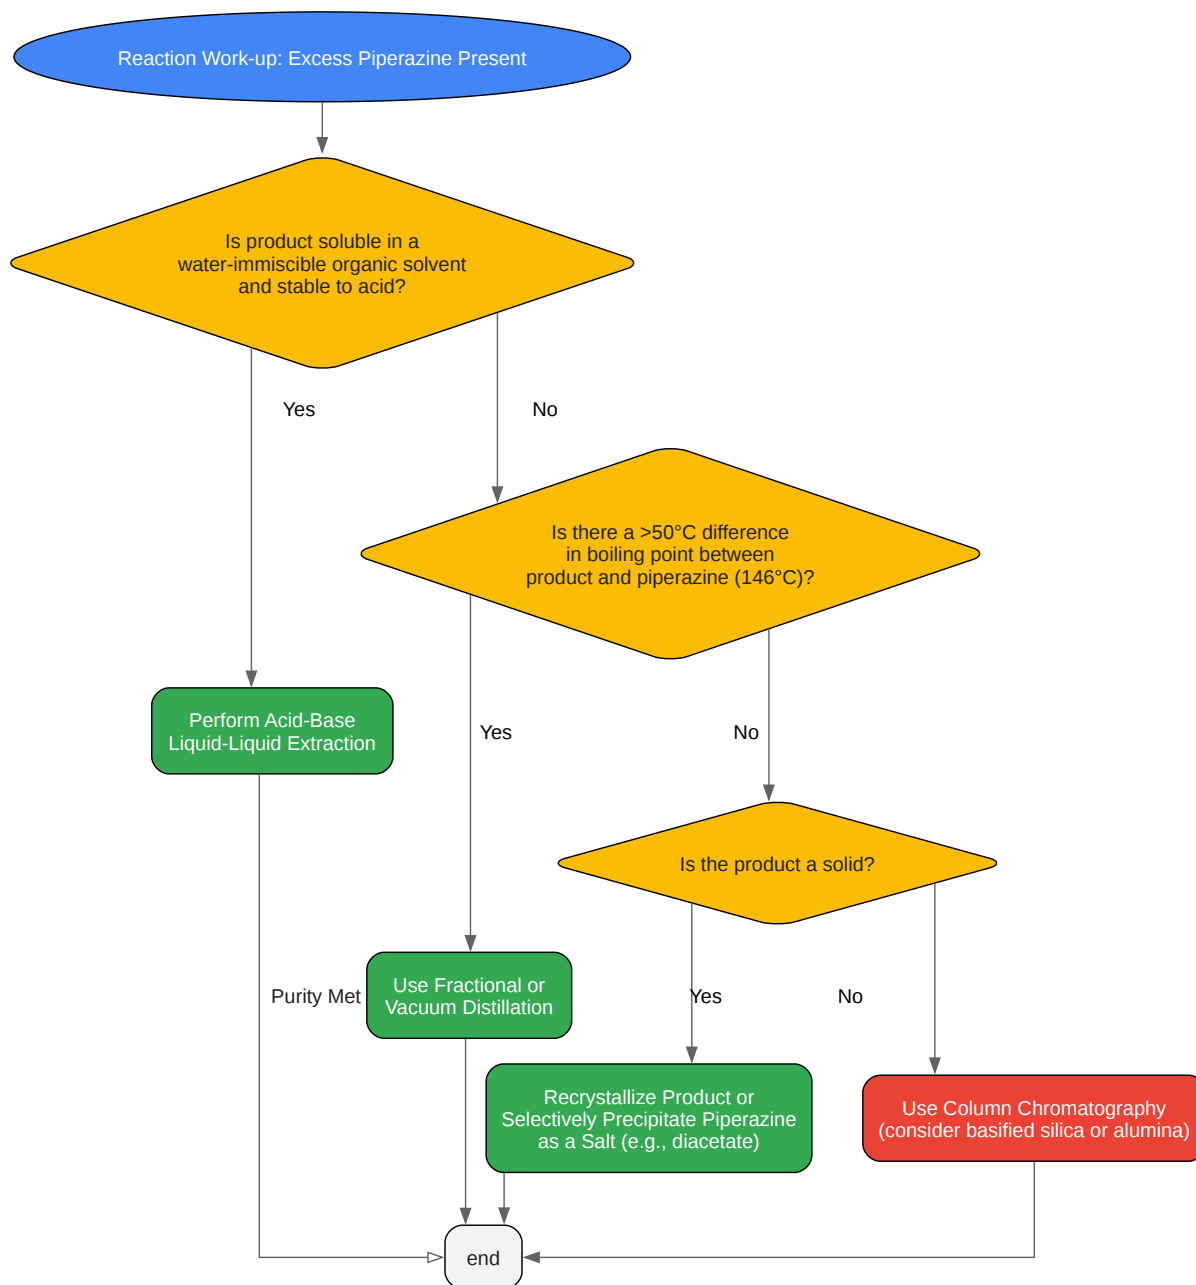 Reaction Work-up: Excess Piperazine Present
Is product soluble in a
water-immiscible organic solvent
and stable to acid?
Yes
No
Is there a >50°C difference
in boiling point between
product and piperazine (146°C)?
Perform Acid-Base
Liquid-Liquid Extraction
Yes
No
Is the product a solid?
Purity Met
Use Fractional or
Vacuum Distillation
Yes
No
Recrystallize Product or
Selectively Precipitate Piperazine
as a Salt (e.g., diacetate)
Use Column Chromatography
(consider basified silica or alumina)
end